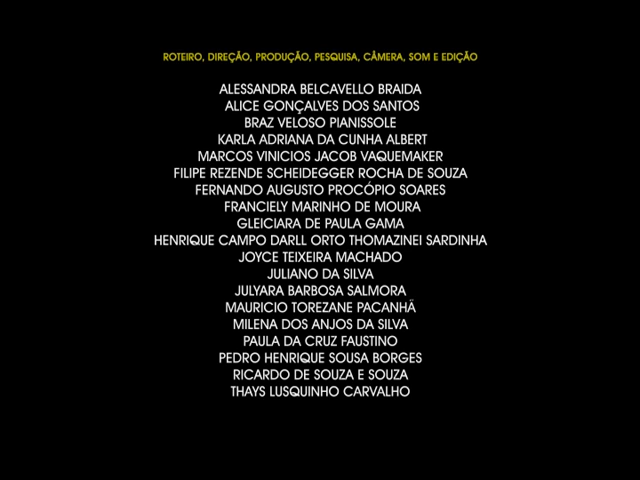 ROTEIRO, DIREÇÃO, PRODUÇÃO, PESQUISA, CÂMERA, SOM E EDIÇÃO
ALESSANDRA BELCAVELLO BRAIDA
ALICE GONÇALVES DOS SANTOS
BRAZ VELOSO PIANISSOLE
KARLA ADRIANA DA CUNHA ALBERT
MARCOS VINICIOS JACOB VAQUEMAKER
FILIPE REZENDE SCHEIDEGGER ROCHA DE SOUZA
FERNANDO AUGUSTO PROCÓPIO SOARES
FRANCIELY MARINHO DE MOURA
GLEICIARA DE PAULA GAMA
HENRIQUE CAMPO DARLL ORTO THOMAZINEI SARDINHA
JOYCE TEIXEIRA MACHADO
JULIANO DA SILVA
JULYARA BARBOSA SALMORA
MAURICIO TOREZANE PACANHÃ
MILENA DOS ANJOS DA SILVA
PAULA DA CRUZ FAUSTINO
PEDRO HENRIQUE SOUSA BORGES
RICARDO DE SOUZA E SOUZA
THAYS LUSQUINHO CARVALHO